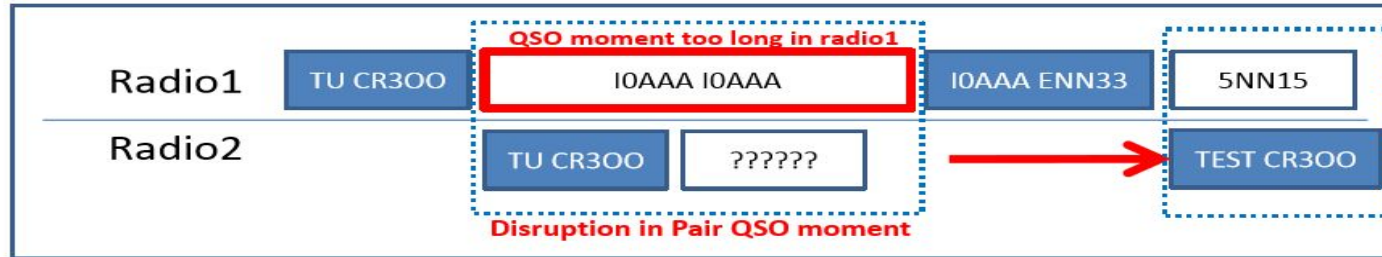 QSO moment too long in radio1
Radio1 TU CR3OO I0AAA I0AAA I0AAA ENN33 5NN15
Radio2 TU CR3OO ?????? TEST CR3OO
Disruption in Pair QSO moment